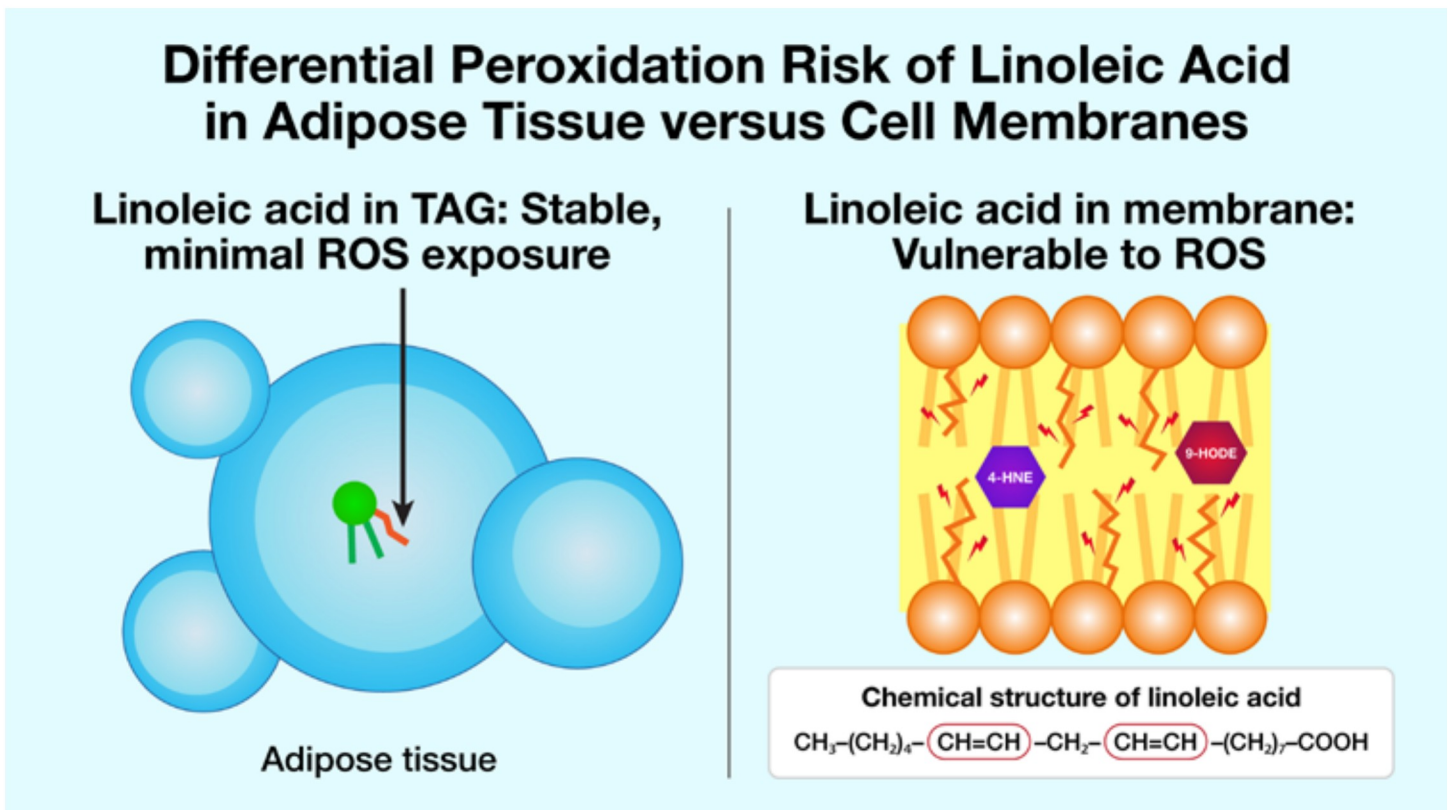 Differential Peroxidation Risk of Linoleic Acid
in Adipose Tissue versus Cell Membranes
Linoleic acid in TAG: Stable,
minimal ROS exposure
Adipose tissue
Linoleic acid in membrane:
Vulnerable to ROS
9-HODE
4-HNE
Chemical structure of linoleic acid
CH₃–(CH₂)₄–CH=CH–CH₂–CH=CH–(CH₂)₇–COOH